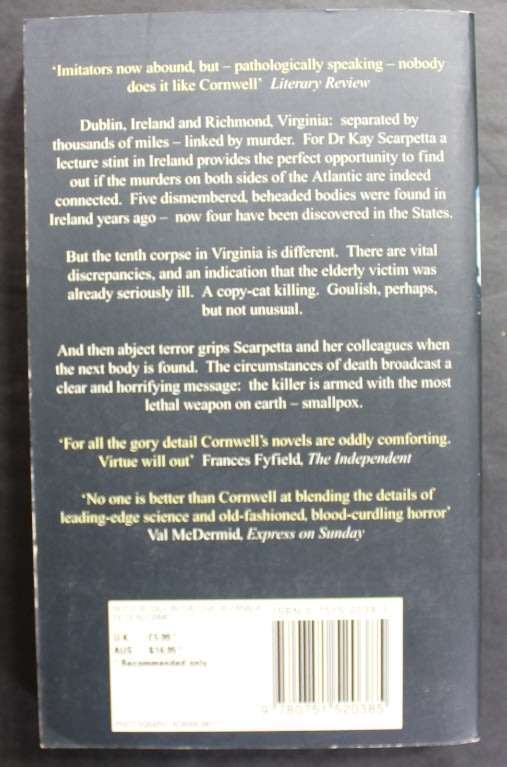 ‘Imitators now abound, but – pathologically speaking – nobody
does it like Cornwell’ Literary Review
Dublin, Ireland and Richmond, Virginia: separated by
thousands of miles – linked by murder. For Dr Kay Scarpetta a
lecture stint in Ireland provides the perfect opportunity to find
out if the murders on both sides of the Atlantic are indeed
connected. Five dismembered, beheaded bodies were found in
Ireland years ago – now four have been discovered in the States.
But the tenth corpse in Virginia is different. There are vital
discrepancies, and an indication that the elderly victim was
already seriously ill. A copy-cat killing. Goulish, perhaps,
but not unusual.
And then abject terror grips Scarpetta and her colleagues when
the next body is found. The circumstances of death broadcast a
clear and horrifying message: the killer is armed with the most
lethal weapon on earth – smallpox.
‘For all the gory detail Cornwell's novels are oddly comforting.
Virtue will out’ Frances Fyfield, The Independent
‘No one is better than Cornwell at blending the details of
leading-edge science and old-fashioned, blood-curdling horror’
Val McDermid, Express on Sunday
U.K. £5.99
AUS $14.95
Recommended only
9 780751 520385